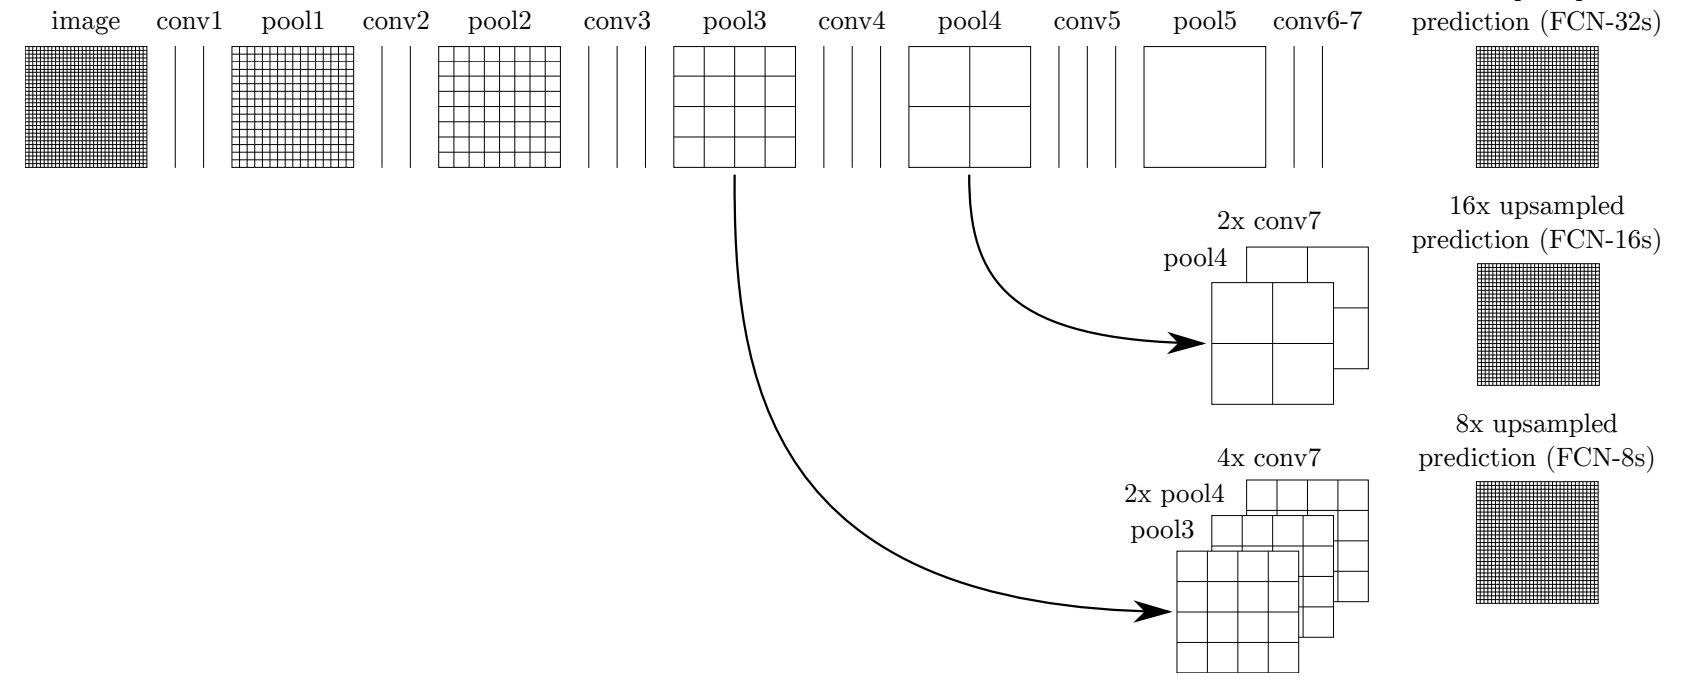 image conv1 pool1 conv2 pool2 conv3 pool3 conv4 pool4 conv5 pool5 conv6-7
prediction (FCN-32s)
2x conv7
pool4
16x upsampled
prediction (FCN-16s)
4x conv7
2x pool4
pool3
8x upsampled
prediction (FCN-8s)